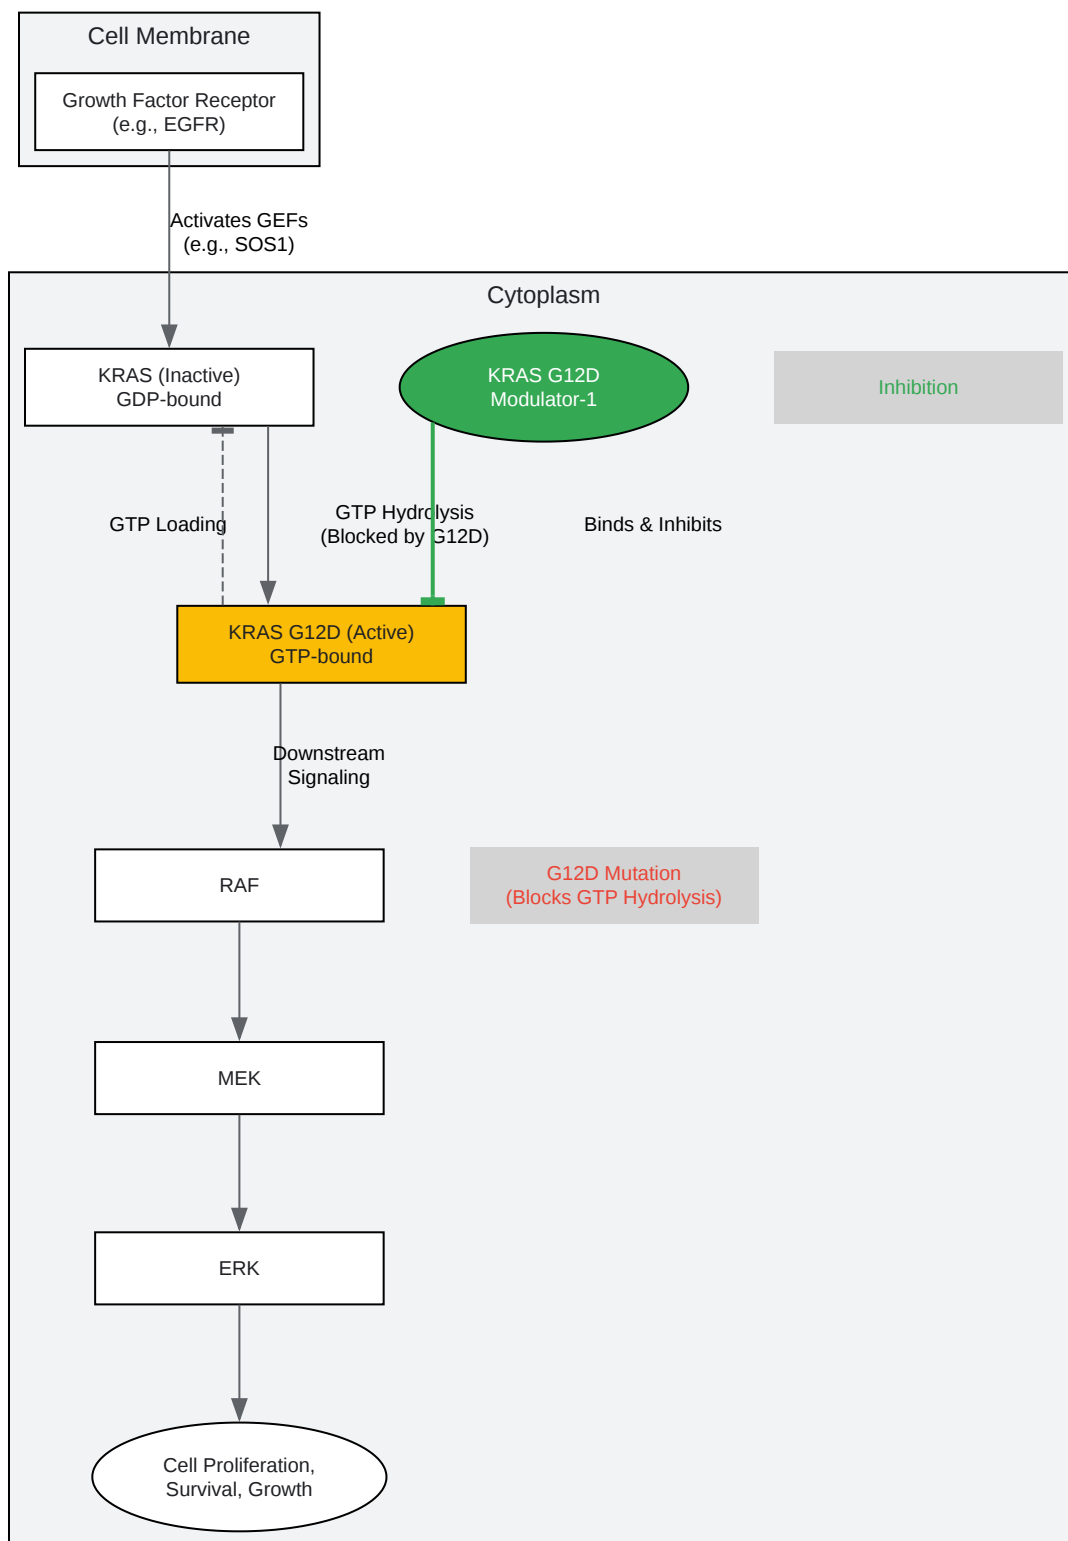 Cell Membrane
Growth Factor Receptor
(e.g., EGFR)
Activates GEFs
(e.g., SOS1)
Cytoplasm
KRAS (Inactive)
GDP-bound
KRAS G12D
Modulator-1
Inhibition
GTP Loading
GTP Hydrolysis
(Blocked by G12D)
Binds & Inhibits
KRAS G12D (Active)
GTP-bound
Downstream
Signaling
RAF
G12D Mutation
(Blocks GTP Hydrolysis)
MEK
ERK
Cell Proliferation,
Survival, Growth